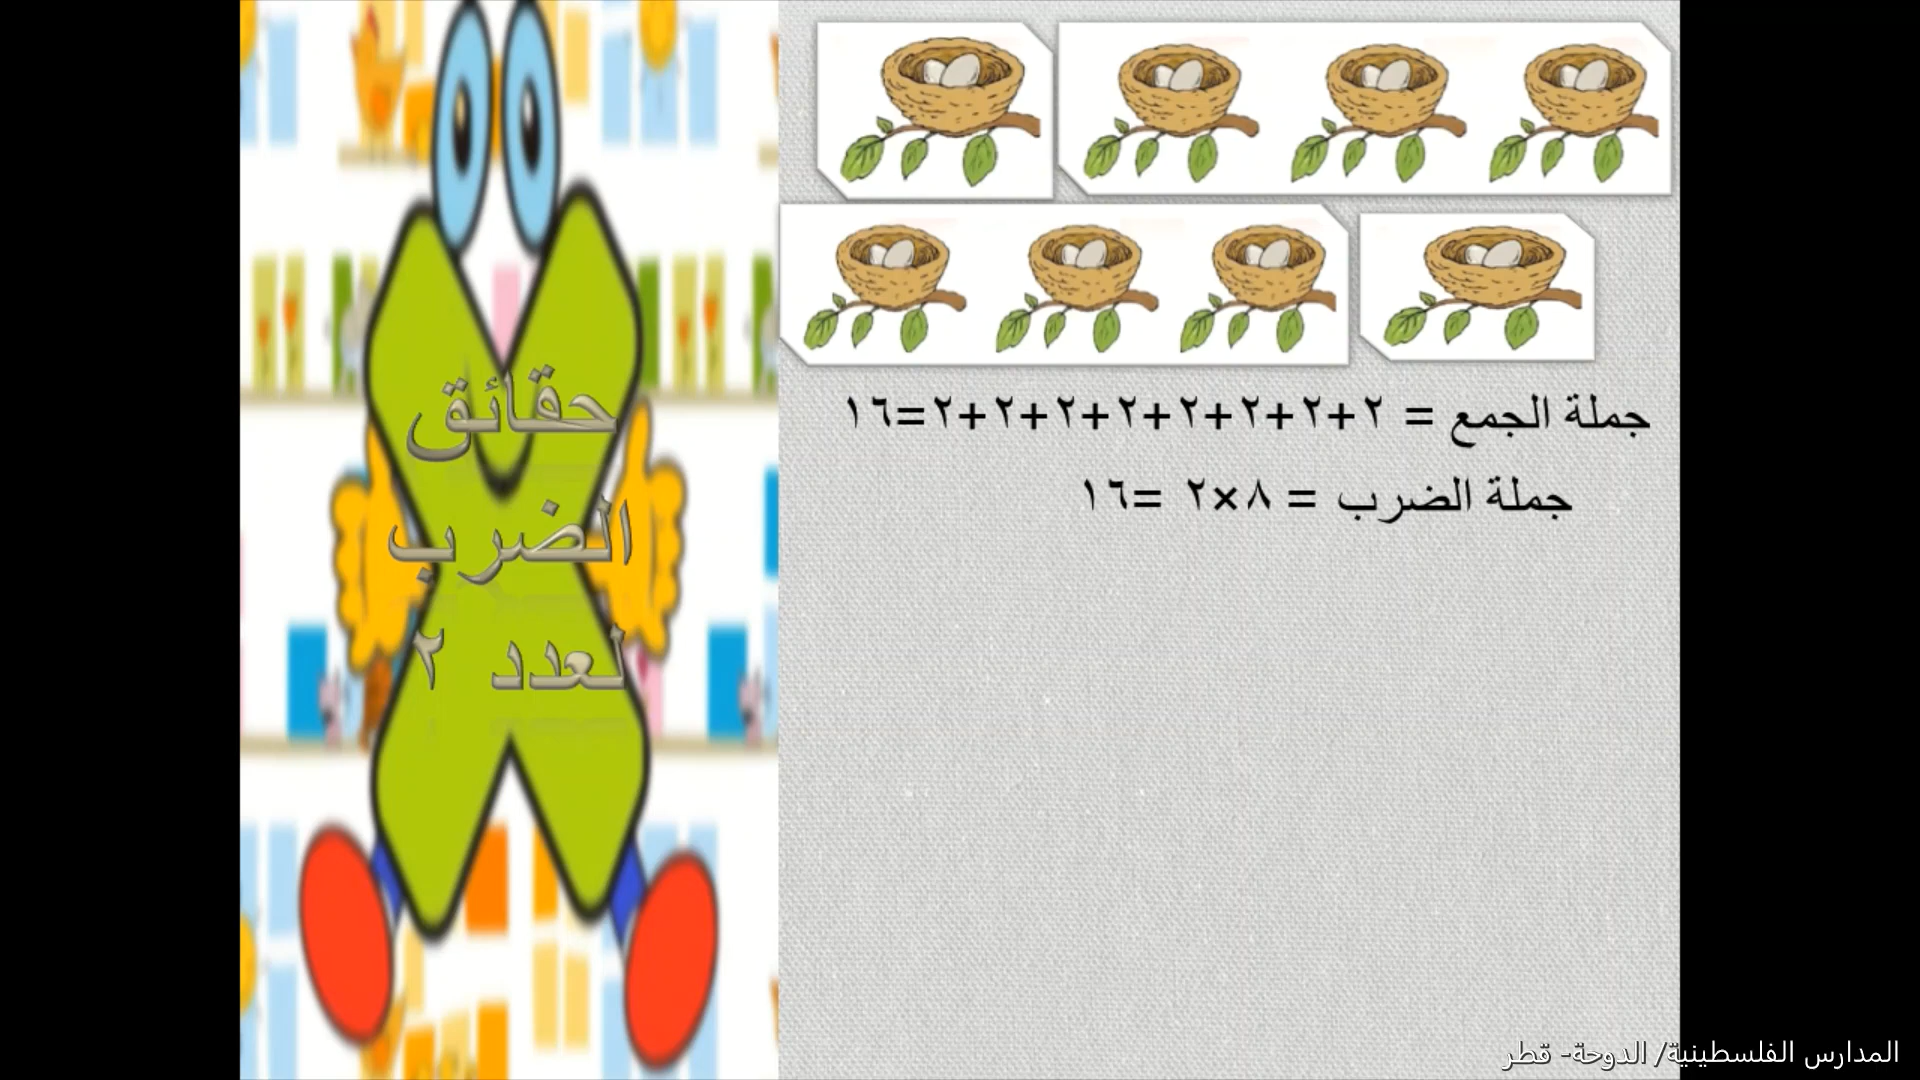 حقائق
الضرب
لعدد ٢
جملة الجمع = ٢+٢+٢+٢+٢+٢+٢+٢=١٦
جملة الضرب = ٨×٢ =١٦
المدارس الفلسطينية/ الدوحة- قطر